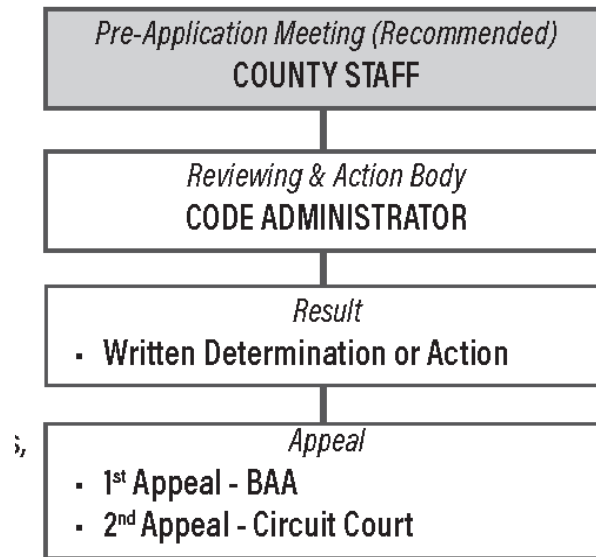 Pre-Application Meeting (Recommended)
COUNTY STAFF
Reviewing & Action Body
CODE ADMINISTRATOR
Result
▪ Written Determination or Action
s,
Appeal
▪ 1st Appeal - BAA
▪ 2nd Appeal - Circuit Court